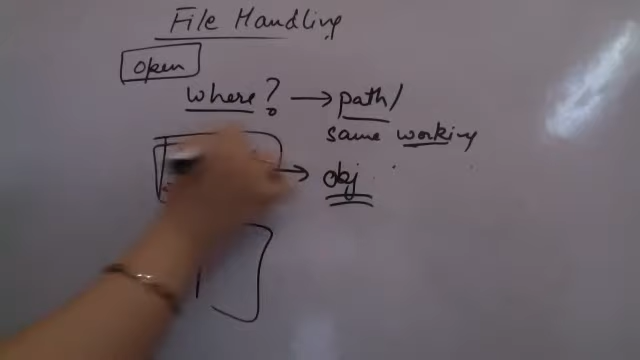 File Handling
open
where? → path/
same working
→ obj